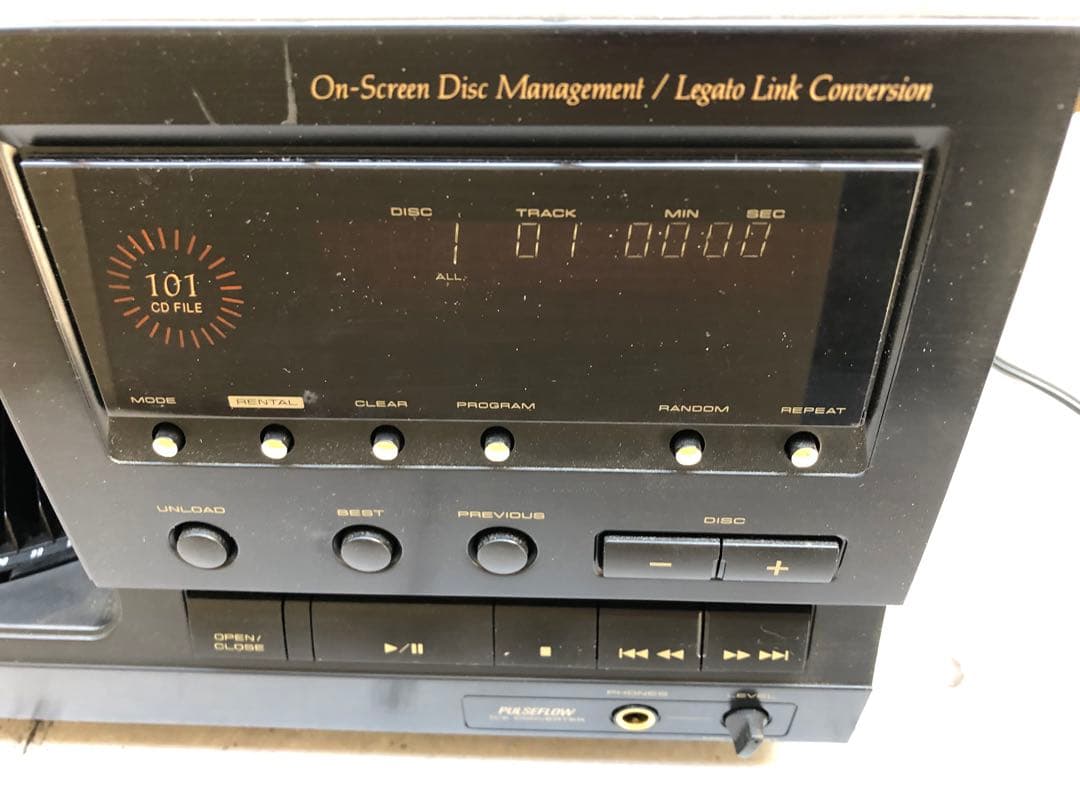 On-Screen Disc Management / Legato Link Conversion
DISC TRACK MIN SEC
1 01 00:00
ALL
101
CD FILE
MODE RENTAL CLEAR PROGRAM RANDOM REPEAT
UNLOAD BEST PREVIOUS DISC
− +
OPEN/
CLOSE
PHONES LEVEL
PULSEFLOW
D/A CONVERTER